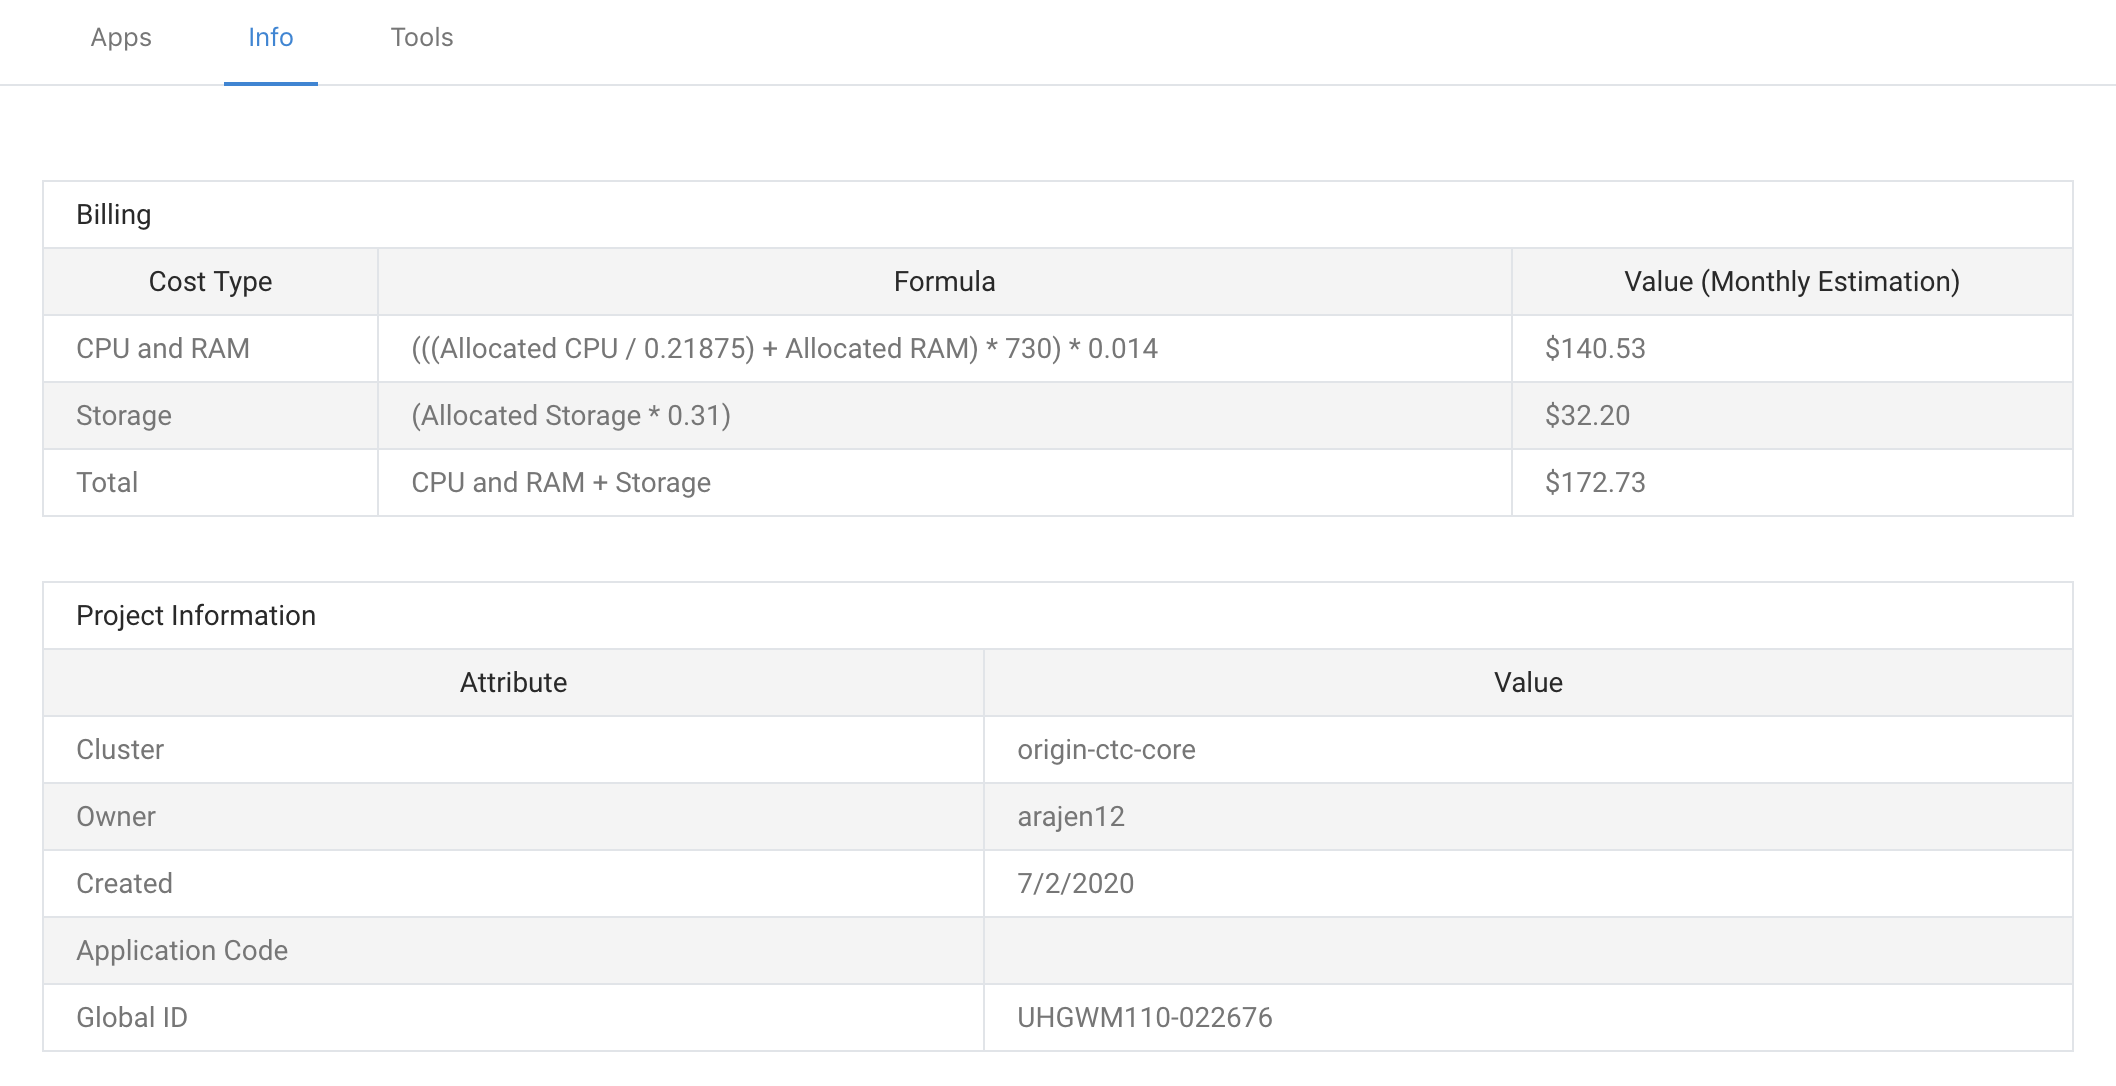 Apps Info Tools
Billing
Cost Type Formula Value (Monthly Estimation)
CPU and RAM (((Allocated CPU / 0.21875) + Allocated RAM) * 730) * 0.014 $140.53
Storage (Allocated Storage * 0.31) $32.20
Total CPU and RAM + Storage $172.73
Project Information
Attribute Value
Cluster origin-ctc-core
Owner arajen12
Created 7/2/2020
Application Code
Global ID UHGWM110-022676